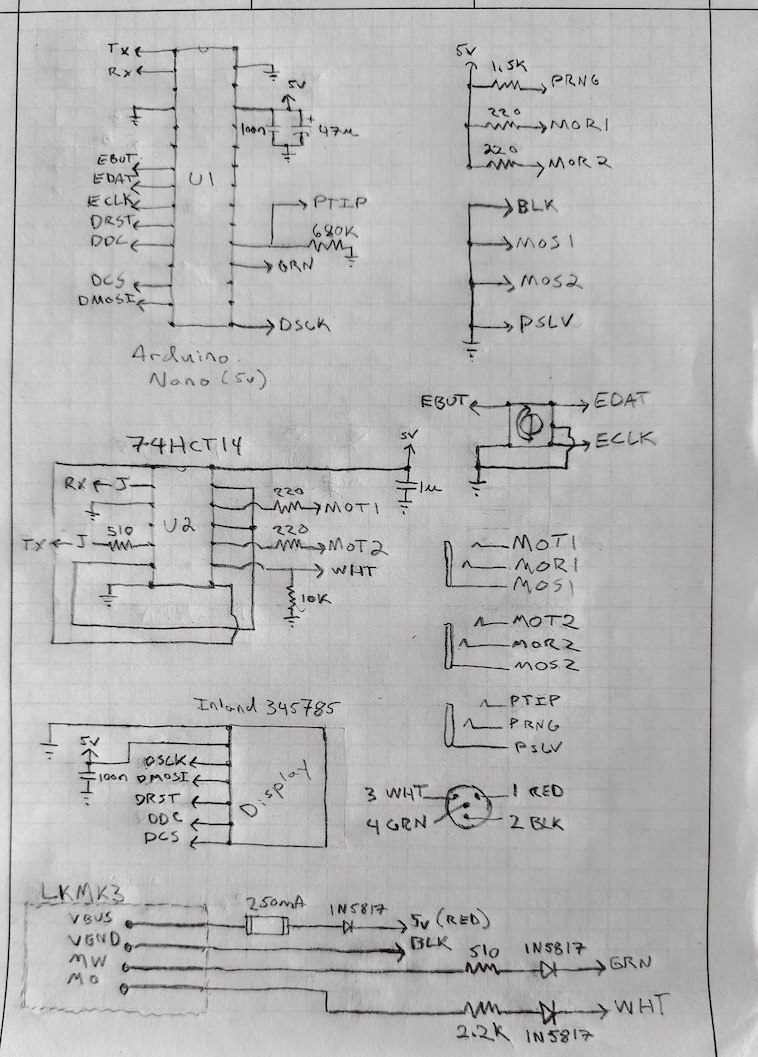 Tx
Rx
5V
100n
47u
EBUT
EDAT
ECLK
DRST
DDC
DCS
DMOSI
U1
PTIP
680K
GRN
DSCK
Arduino
Nano (5v)
5V
1.5K
PRNG
220
MOR1
220
MOR2
BLK
MOS1
MOS2
PSLV
EBUT
EDAT
ECLK
74HCT14
5V
1u
RX J
U2
220
MOT1
TX J 510
220
MOT2
WHT
10K
MOT1
MOR1
MOS1
MOT2
MOR2
MOS2
PTIP
PRNG
PSLV
Inland 345785
5V
100n
DSCK
DMOSI
DRST
DDC
DCS
Display
3 WHT
1 RED
4 GRN
2 BLK
LKMK3
VBUS
250mA
1N5817
5V (RED)
VGND
BLK
MW
510
1N5817
GRN
MO
2.2K
1N5817
WHT